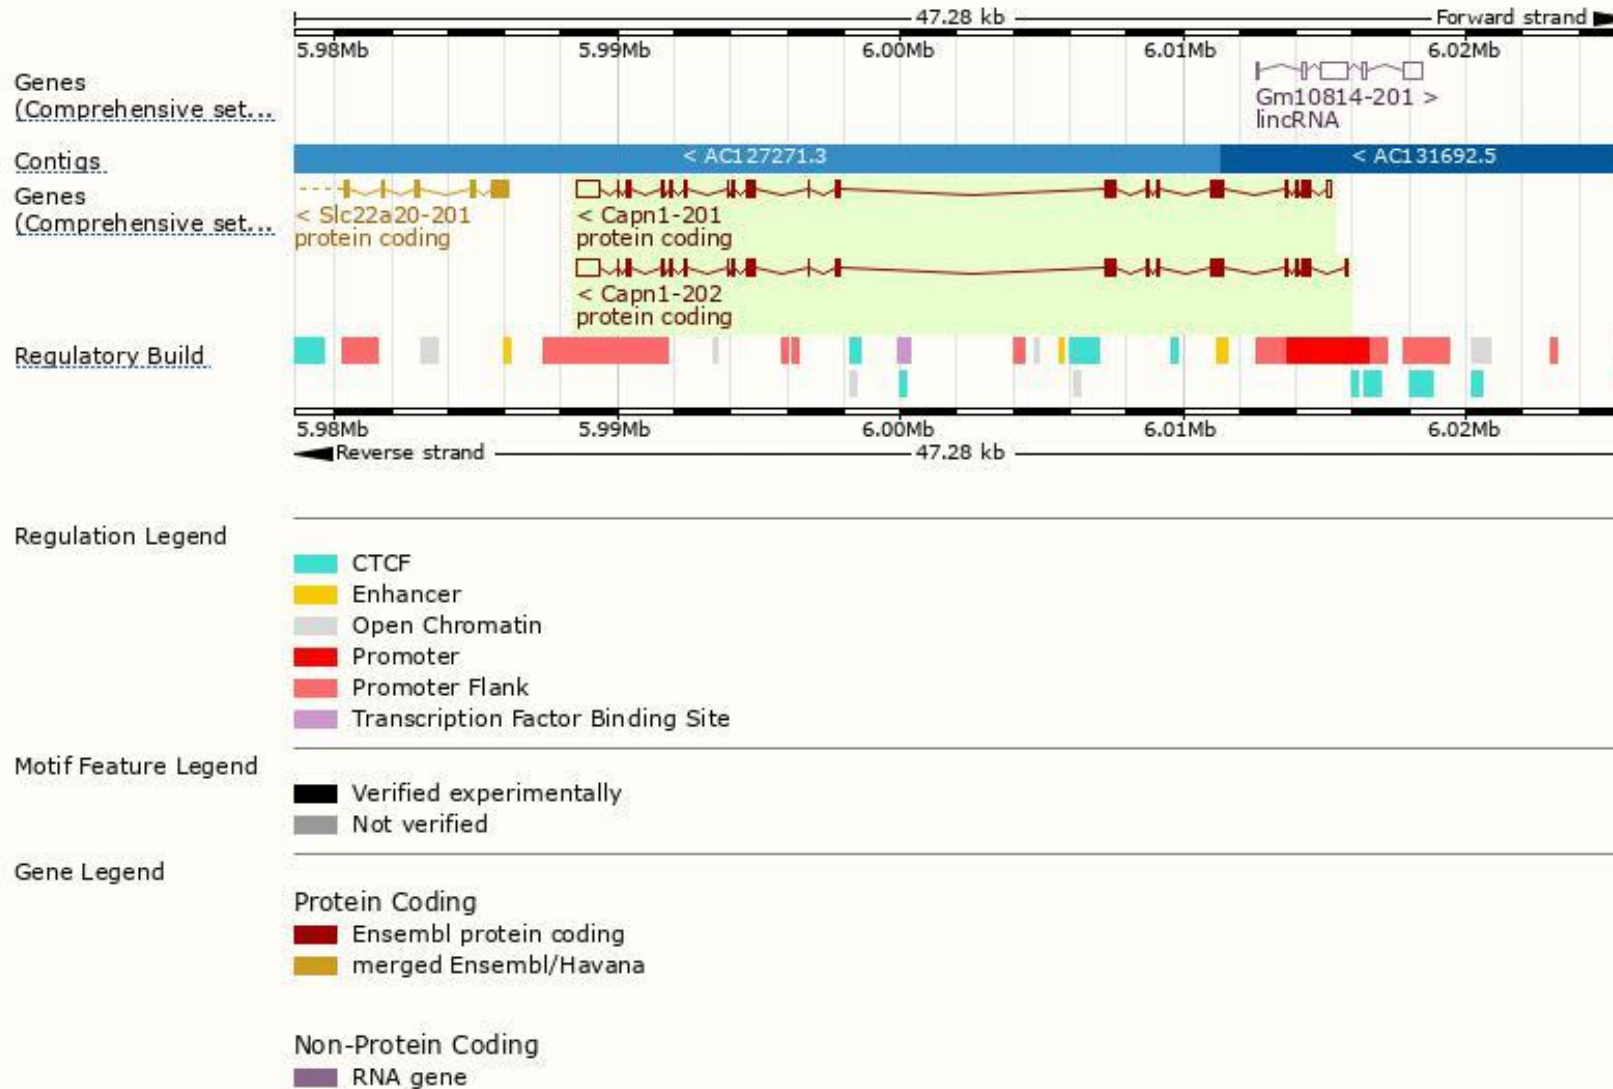 47.28 kb Forward strand
5.98Mb 5.99Mb 6.00Mb 6.01Mb 6.02Mb
Genes
(Comprehensive set...
Gm10814-201 >
lincRNA
Contigs
< AC127271.3 < AC131692.5
Genes
(Comprehensive set...
< Slc22a20-201
protein coding
< Capn1-201
protein coding
< Capn1-202
protein coding
Regulatory Build
5.98Mb 5.99Mb 6.00Mb 6.01Mb 6.02Mb
Reverse strand 47.28 kb
Regulation Legend
CTCF
Enhancer
Open Chromatin
Promoter
Promoter Flank
Transcription Factor Binding Site
Motif Feature Legend
Verified experimentally
Not verified
Gene Legend
Protein Coding
Ensembl protein coding
merged Ensembl/Havana
Non-Protein Coding
RNA gene